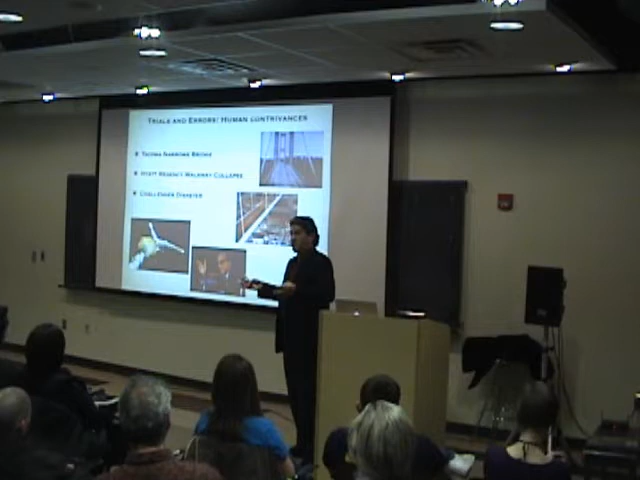 Trials and Errors: Human contrivances
Tacoma Narrows Bridge
Hyatt Regency Walkway Collapse
Challenger Disaster